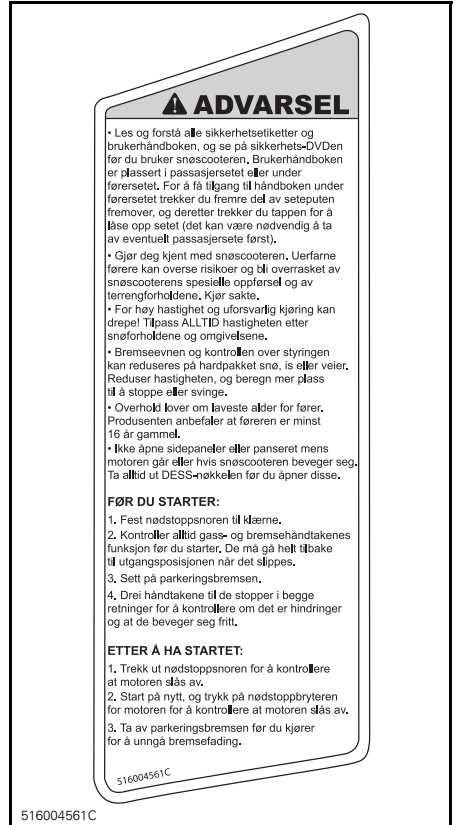 ADVARSEL
• Les og forstå alle sikkerhetsetiketter og
brukerhåndboken, og se på sikkerhets-DVDen
før du bruker snøscooteren. Brukerhåndboken
er plassert i passasjersetet eller under
førersetet. For å få tilgang til håndboken under
førersetet trekker du fremre del av seteputen
fremover, og deretter trekker du tappen for å
låse opp setet (det kan være nødvendig å ta
av eventuelt passasjersete først).
• Gjør deg kjent med snøscooteren. Uerfarne
førere kan overse risikoer og bli overrasket av
snøscooterens spesielle oppførsel og av
terrengforholdene. Kjør sakte.
• For høy hastighet og uforsvarlig kjøring kan
drepe! Tilpass ALLTID hastigheten etter
snøforholdene og omgivelsene.
• Bremseevnen og kontrollen over styringen
kan reduseres på hardpakket snø, is eller veier.
Reduser hastigheten, og beregn mer plass
til å stoppe eller svinge.
• Overhold lover om laveste alder for fører.
Produsenten anbefaler at føreren er minst
16 år gammel.
• Ikke åpne sidepaneler eller panseret mens
motoren går eller hvis snøscooteren beveger seg.
Ta alltid ut DESS-nøkkelen før du åpner disse.
FØR DU STARTER:
1. Fest nødstoppsnoren til klærne.
2. Kontroller alltid gass- og bremsehåndtakenes
funksjon før du starter. De må gå helt tilbake
til utgangsposisjonen når det slippes.
3. Sett på parkeringsbremsen.
4. Drei håndtakene til de stopper i begge
retninger for å kontrollere om det er hindringer
og at de beveger seg fritt.
ETTER Å HA STARTET:
1. Trekk ut nødstoppsnoren for å kontrollere
at motoren slås av.
2. Start på nytt, og trykk på nødstoppbryteren
for motoren for å kontrollere at motoren slås av.
3. Ta av parkeringsbremsen før du kjører
for å unngå bremsefading.
516004561C
516004561C